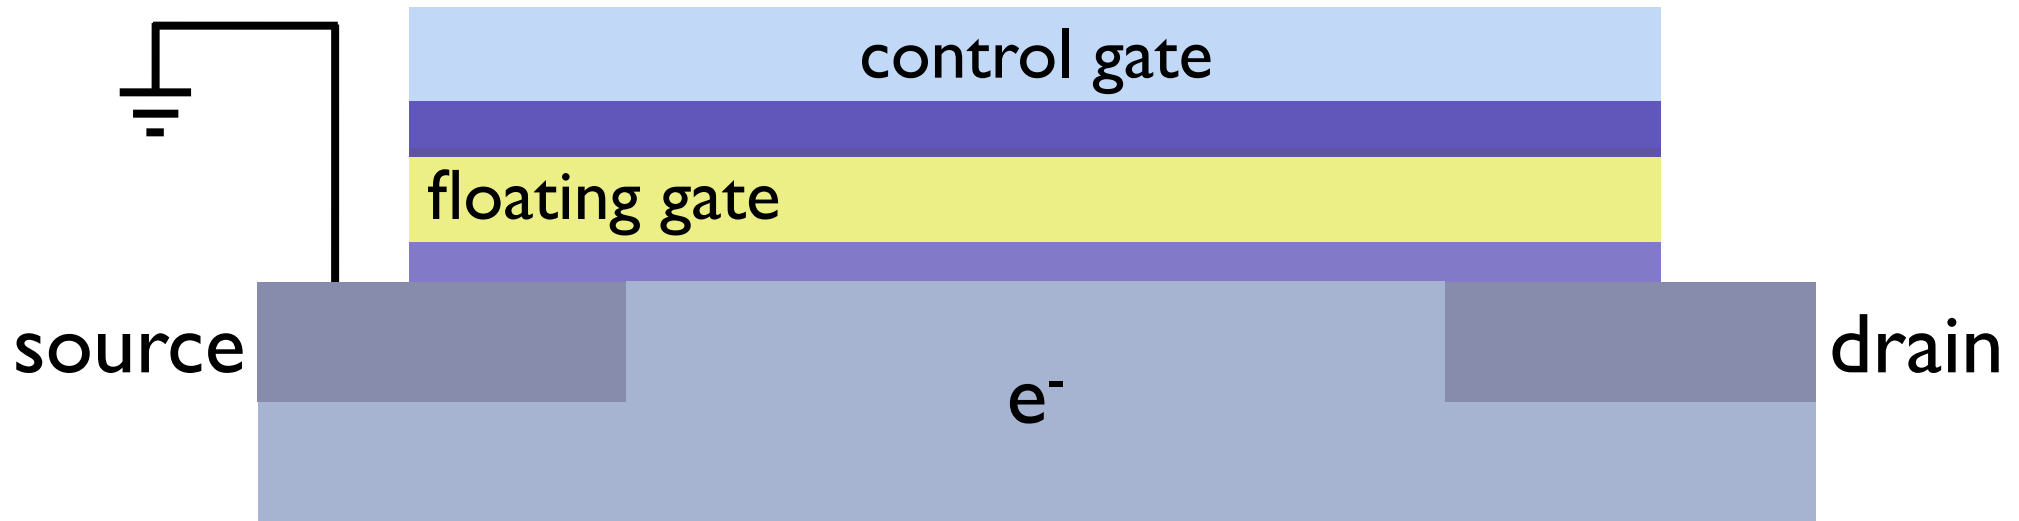 control gate
floating gate
source
drain
e⁻